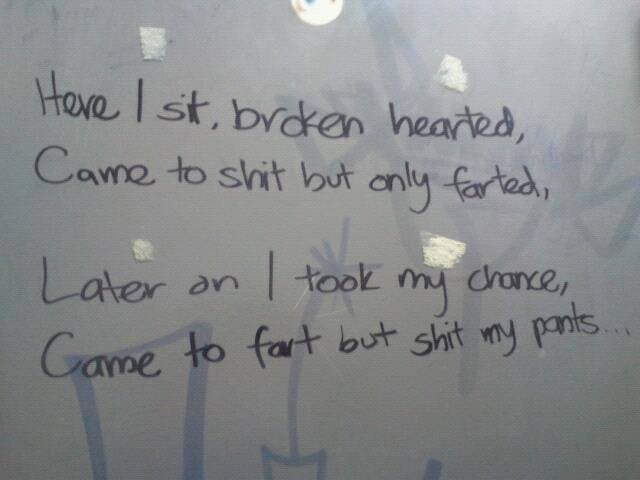 Here I sit, broken hearted,
Came to shit but only farted,
Later on I took my chance,
Came to fart but shit my pants...